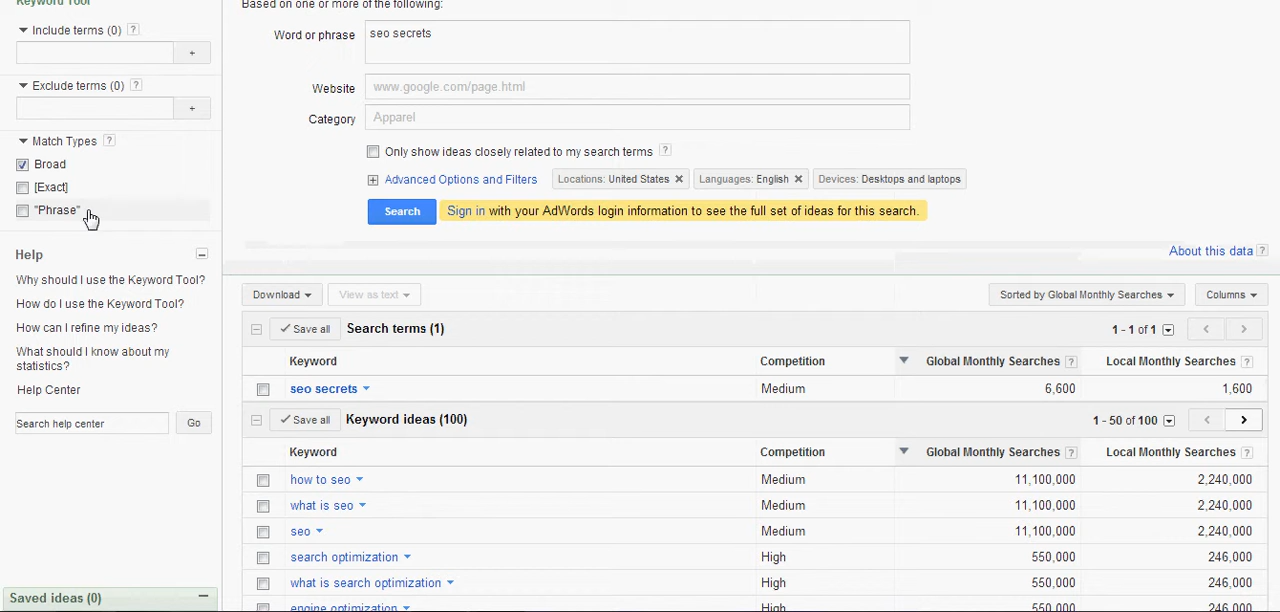 Keyword Tool
Include terms (0) ?
+
Exclude terms (0) ?
+
Match Types ?
Broad
[Exact]
"Phrase"
Help
Why should I use the Keyword Tool?
How do I use the Keyword Tool?
How can I refine my ideas?
What should I know about my
statistics?
Help Center
Search help center Go
Saved ideas (0)
Based on one or more of the following:
Word or phrase seo secrets
Website www.google.com/page.html
Category Apparel
Only show ideas closely related to my search terms ?
Advanced Options and Filters Locations: United States × Languages: English × Devices: Desktops and laptops
Search Sign in with your AdWords login information to see the full set of ideas for this search.
About this data ?
Download View as text Sorted by Global Monthly Searches Columns
Save all Search terms (1) 1 - 1 of 1
Keyword Competition Global Monthly Searches ? Local Monthly Searches ?
seo secrets Medium 6,600 1,600
Save all Keyword ideas (100) 1 - 50 of 100
Keyword Competition Global Monthly Searches ? Local Monthly Searches ?
how to seo Medium 11,100,000 2,240,000
what is seo Medium 11,100,000 2,240,000
seo Medium 11,100,000 2,240,000
search optimization High 550,000 246,000
what is search optimization High 550,000 246,000
engine optimization High 550,000 246,000